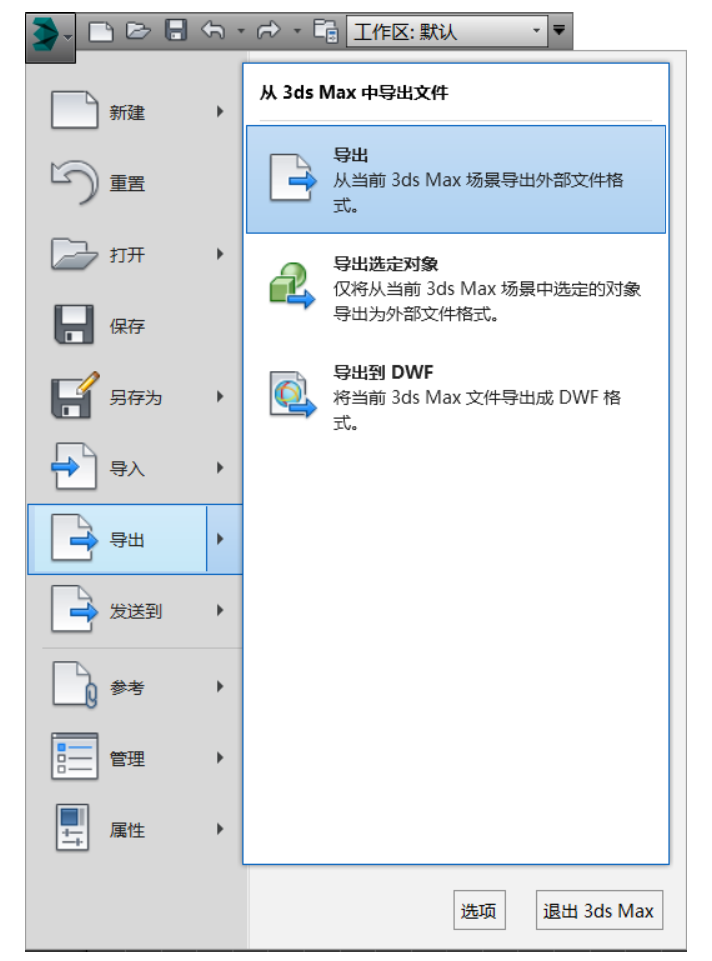 工作区: 默认
新建
重置
打开
保存
另存为
导入
导出
发送到
参考
管理
属性
从 3ds Max 中导出文件
导出
从当前 3ds Max 场景导出外部文件格
式。
导出选定对象
仅将从当前 3ds Max 场景中选定的对象
导出为外部文件格式。
导出到 DWF
将当前 3ds Max 文件导出成 DWF 格
式。
选项
退出 3ds Max